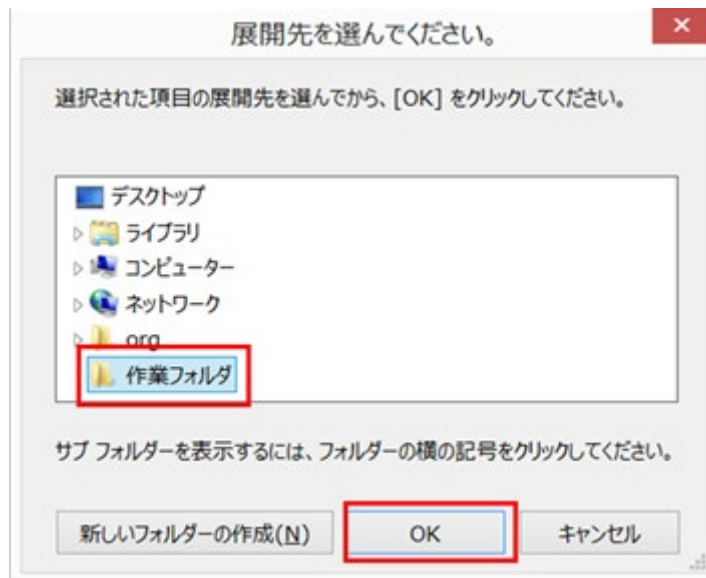 展開先を選んでください。
選択された項目の展開先を選んでから、[OK] をクリックしてください。
デスクトップ
ライブラリ
コンピューター
ネットワーク
org
作業フォルダ
サブ フォルダーを表示するには、フォルダーの横の記号をクリックしてください。
新しいフォルダーの作成(N)
OK
キャンセル